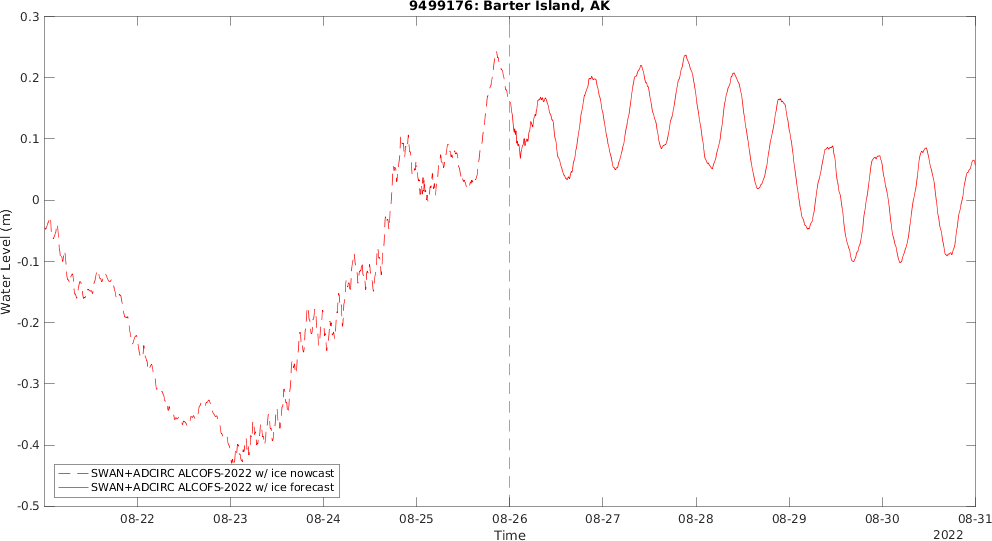 9499176: Barter Island, AK
0.3
0.2
0.1
0
-0.1
-0.2
-0.3
-0.4
-0.5
Water Level (m)
SWAN+ADCIRC ALCOFS-2022 w/ ice nowcast
SWAN+ADCIRC ALCOFS-2022 w/ ice forecast
08-22 08-23 08-24 08-25 08-26 08-27 08-28 08-29 08-30 08-31
Time
2022